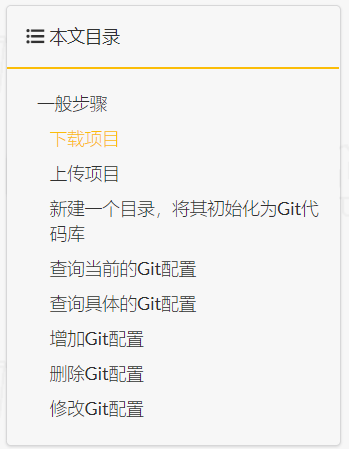 本文目录
一般步骤
下载项目
上传项目
新建一个目录，将其初始化为Git代
码库
查询当前的Git配置
查询具体的Git配置
增加Git配置
删除Git配置
修改Git配置